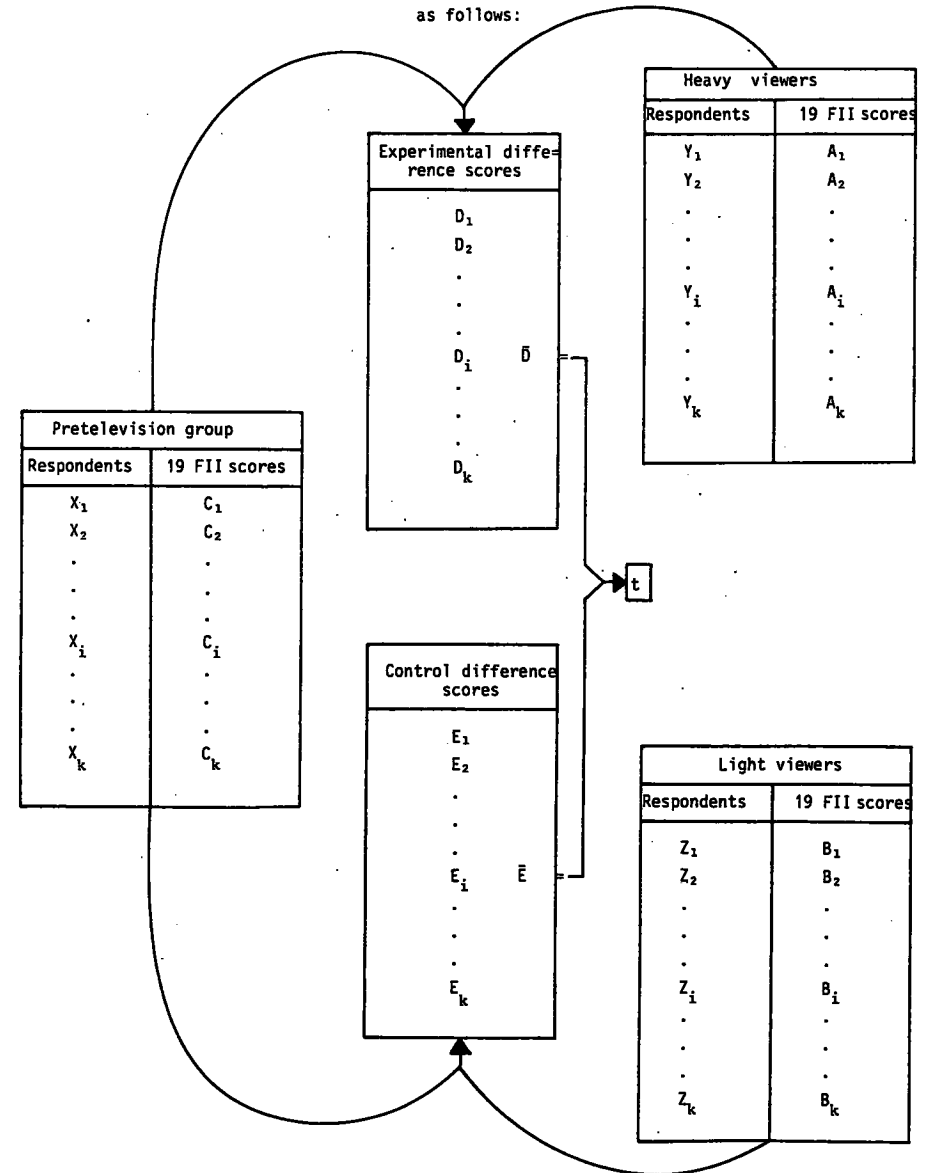 as follows:
Heavy viewers
Respondents 19 FII scores
Y₁ A₁
Y₂ A₂
. .
. .
. .
Yᵢ Aᵢ
. .
. .
. .
Yₖ Aₖ
Experimental diffe=
rence scores
D₁
D₂
.
.
.
Dᵢ D̄
.
.
.
Dₖ
Pretelevision group
Respondents 19 FII scores
X₁ C₁
X₂ C₂
. .
. .
. .
Xᵢ Cᵢ
. .
. .
. .
Xₖ Cₖ
t
Control difference
scores
E₁
E₂
.
.
.
Eᵢ Ē
.
.
.
Eₖ
Light viewers
Respondents 19 FII scores
Z₁ B₁
Z₂ B₂
. .
. .
. .
Zᵢ Bᵢ
. .
. .
. .
Zₖ Bₖ